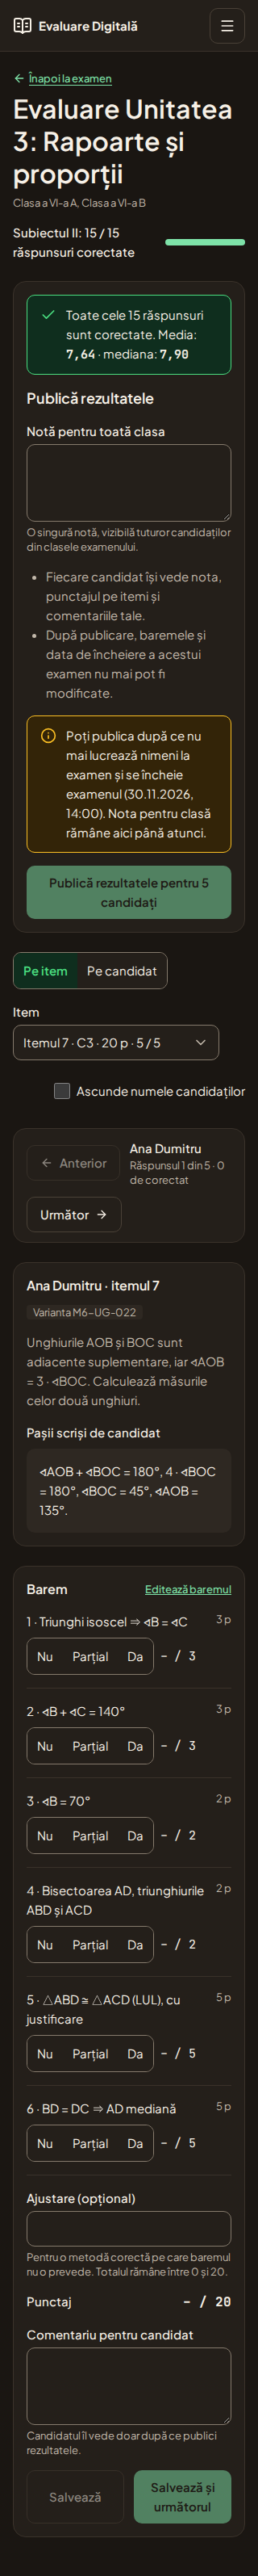 Evaluare Digitală
← Înapoi la examen
Evaluare Unitatea
3: Rapoarte și
proporții
Clasa a VI-a A, Clasa a VI-a B
Subiectul II: 15 / 15
răspunsuri corectate
Toate cele 15 răspunsuri
sunt corectate. Media:
7,64 · mediana: 7,90
Publică rezultatele
Notă pentru toată clasa
O singură notă, vizibilă tuturor candidaților
din clasele examenului.
• Fiecare candidat își vede nota,
punctajul pe itemi și
comentariile tale.
• După publicare, baremele și
data de încheiere a acestui
examen nu mai pot fi
modificate.
Poți publica după ce nu
mai lucrează nimeni la
examen și se încheie
examenul (30.11.2026,
14:00). Nota pentru clasă
rămâne aici până atunci.
Publică rezultatele pentru 5
candidați
Pe item Pe candidat
Item
Itemul 7 · C3 · 20 p · 5 / 5
Ascunde numele candidaților
← Anterior
Ana Dumitru
Răspunsul 1 din 5 · 0
de corectat
Următor →
Ana Dumitru · itemul 7
Varianta M6-UG-022
Unghiurile AOB și BOC sunt
adiacente suplementare, iar ∢AOB
= 3 · ∢BOC. Calculează măsurile
celor două unghiuri.
Pașii scriși de candidat
∢AOB + ∢BOC = 180°, 4 · ∢BOC
= 180°, ∢BOC = 45°, ∢AOB =
135°.
Barem Editează baremul
1 · Triunghi isoscel ⇒ ∢B = ∢C 3 p
Nu Parțial Da – / 3
2 · ∢B + ∢C = 140° 3 p
Nu Parțial Da – / 3
3 · ∢B = 70° 2 p
Nu Parțial Da – / 2
4 · Bisectoarea AD, triunghiurile 2 p
ABD și ACD
Nu Parțial Da – / 2
5 · △ABD ≅ △ACD (LUL), cu 5 p
justificare
Nu Parțial Da – / 5
6 · BD = DC ⇒ AD mediană 5 p
Nu Parțial Da – / 5
Ajustare (opțional)
Pentru o metodă corectă pe care baremul
nu o prevede. Totalul rămâne între 0 și 20.
Punctaj – / 20
Comentariu pentru candidat
Candidatul îl vede doar după ce publici
rezultatele.
Salvează
Salvează și
următorul